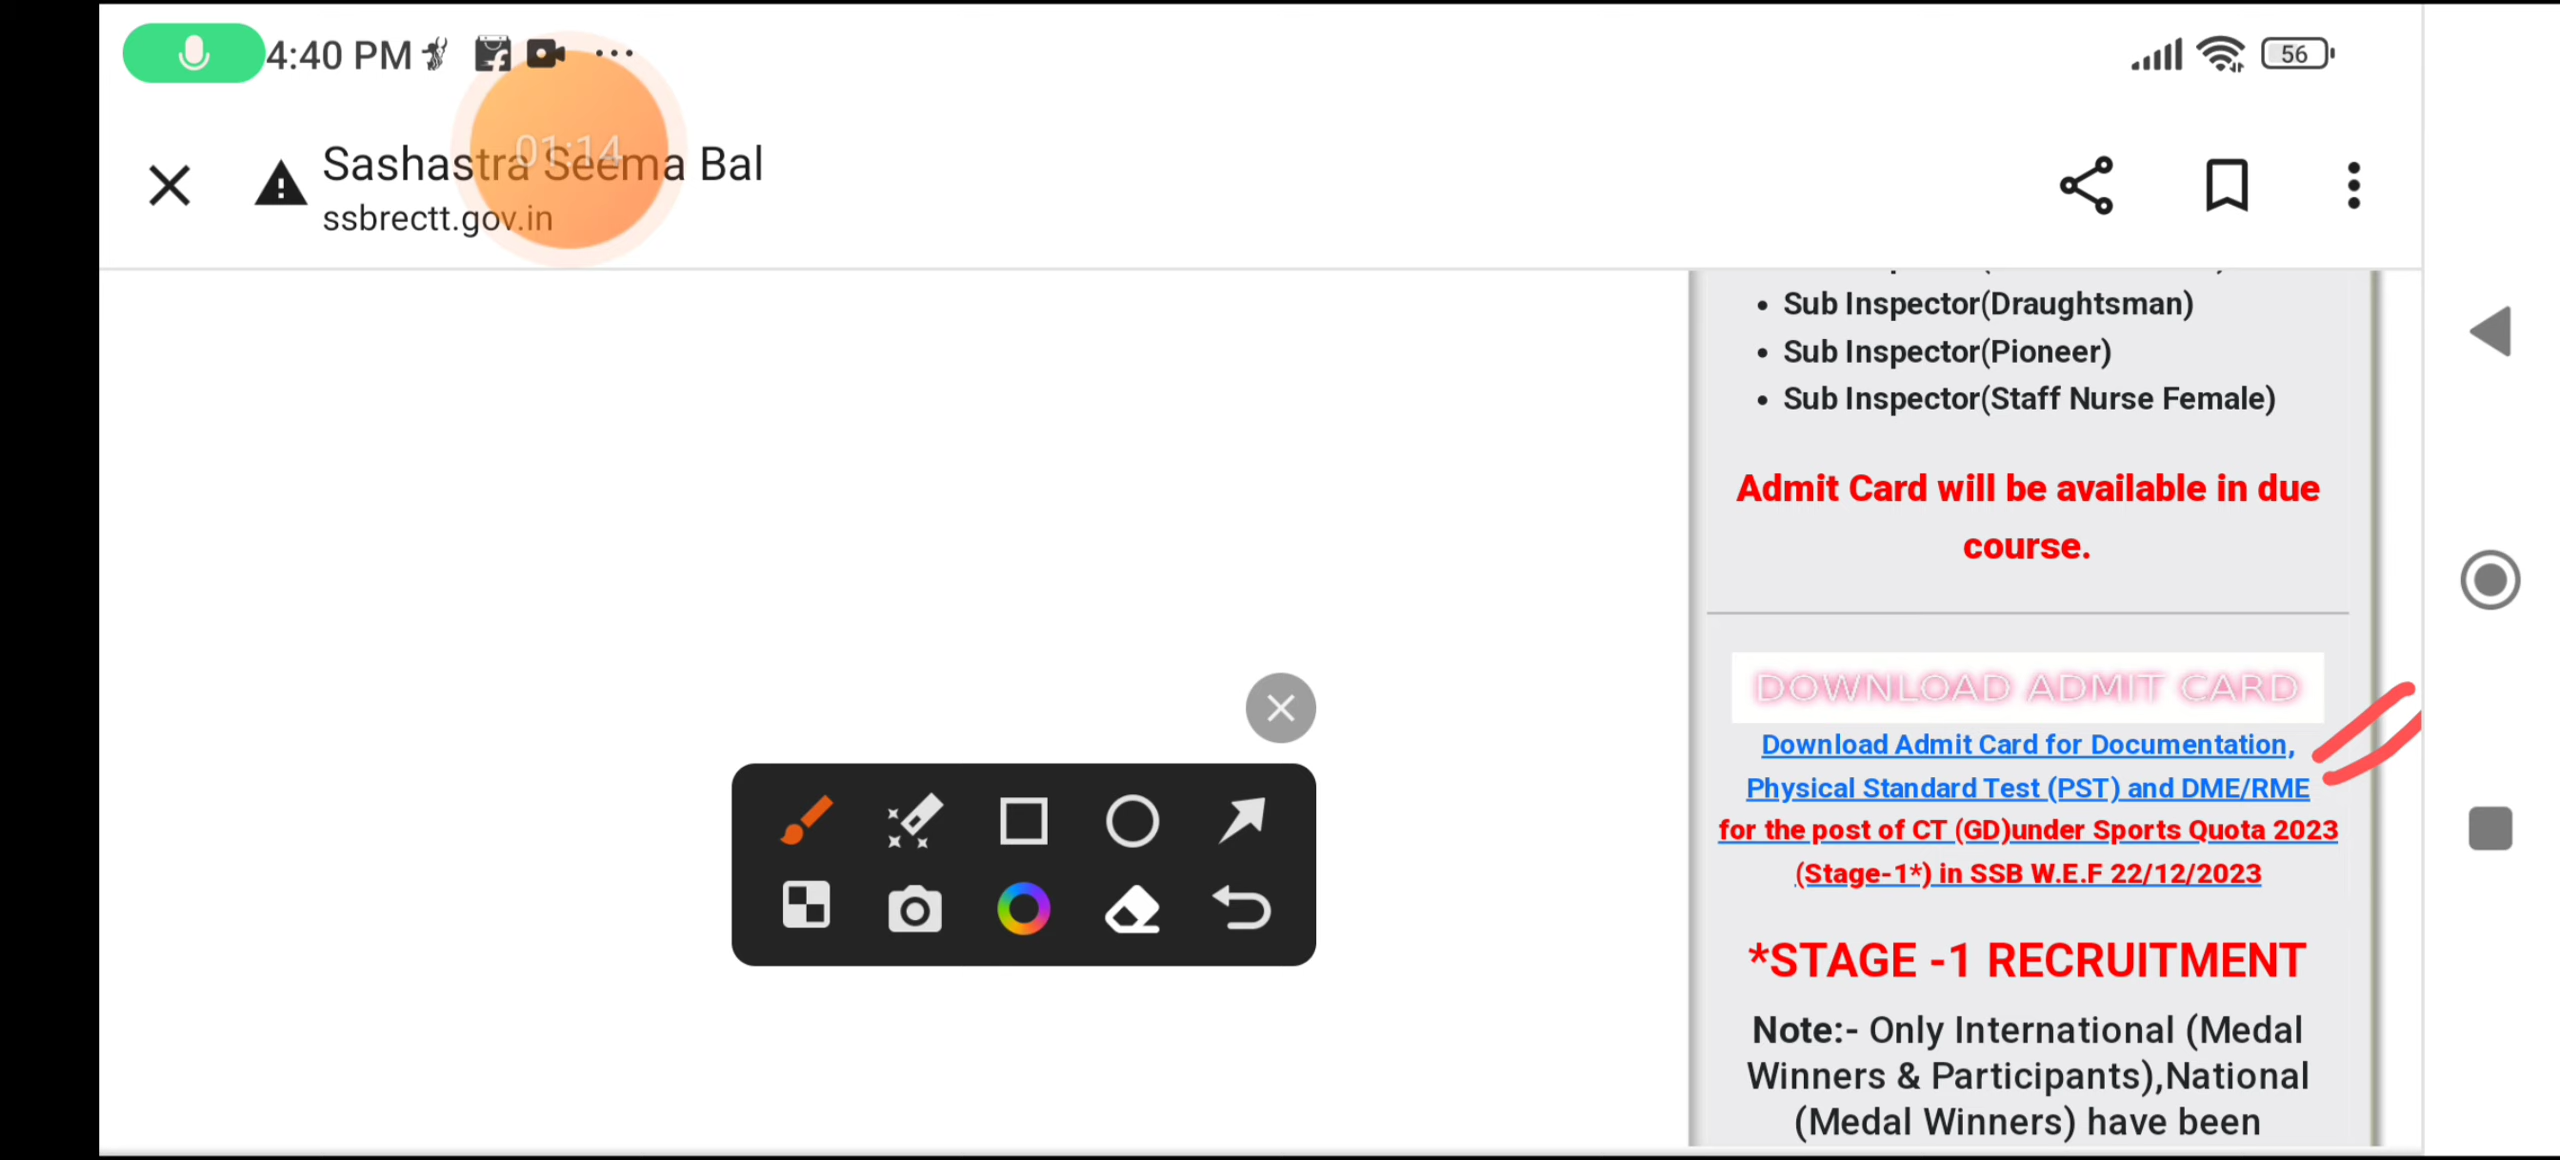 4:40 PM
56
01:14
Sashastra Seema Bal
ssbrectt.gov.in
Sub Inspector(Draughtsman)
Sub Inspector(Pioneer)
Sub Inspector(Staff Nurse Female)
Admit Card will be available in due
course.
DOWNLOAD ADMIT CARD
Download Admit Card for Documentation,
Physical Standard Test (PST) and DME/RME
for the post of CT (GD)under Sports Quota 2023
(Stage-1*) in SSB W.E.F 22/12/2023
*STAGE -1 RECRUITMENT
Note:- Only International (Medal
Winners & Participants),National
(Medal Winners) have been